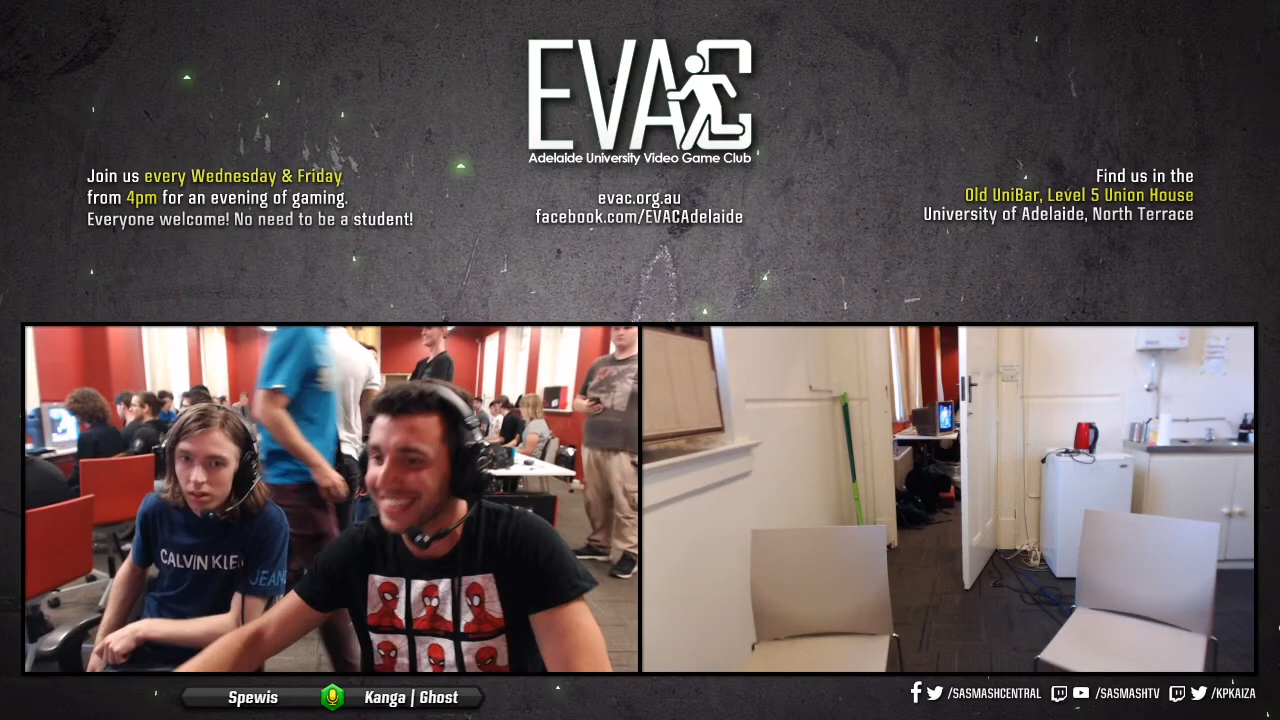 EVAC
Adelaide University Video Game Club
Join us every Wednesday & Friday
from 4pm for an evening of gaming.
Everyone welcome! No need to be a student!
evac.org.au
facebook.com/EVACAdelaide
Find us in the
Old UniBar, Level 5 Union House
University of Adelaide, North Terrace
CALVIN KLEIN
JEANS
Spewis
Kanga | Ghost
/SASMASHCENTRAL
/SASMASHTV
/KPKAIZA